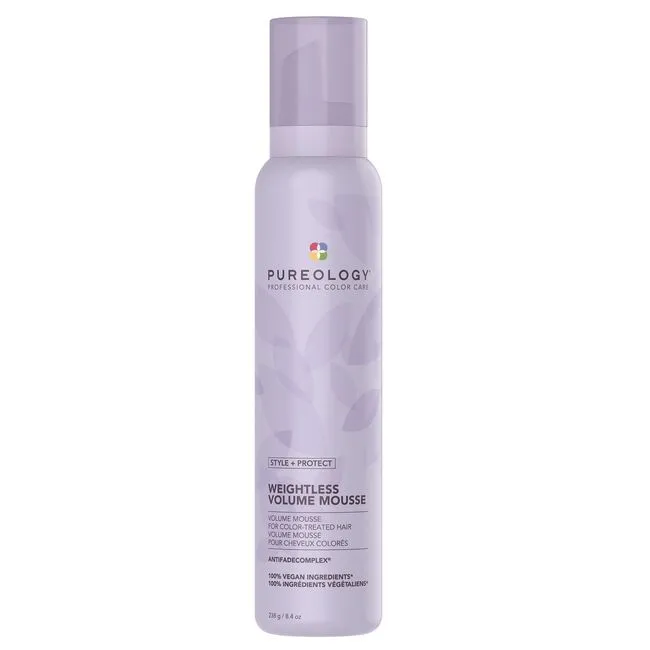 PUREOLOGY®
PROFESSIONAL COLOR CARE
STYLE + PROTECT
WEIGHTLESS
VOLUME MOUSSE
VOLUME MOUSSE
FOR COLOR-TREATED HAIR
VOLUME MOUSSE
POUR CHEVEUX COLORÉS
ANTIFADECOMPLEX®
100% VEGAN INGREDIENTS*
100% INGRÉDIENTS VÉGÉTALIENS*
238 g / 8.4 oz